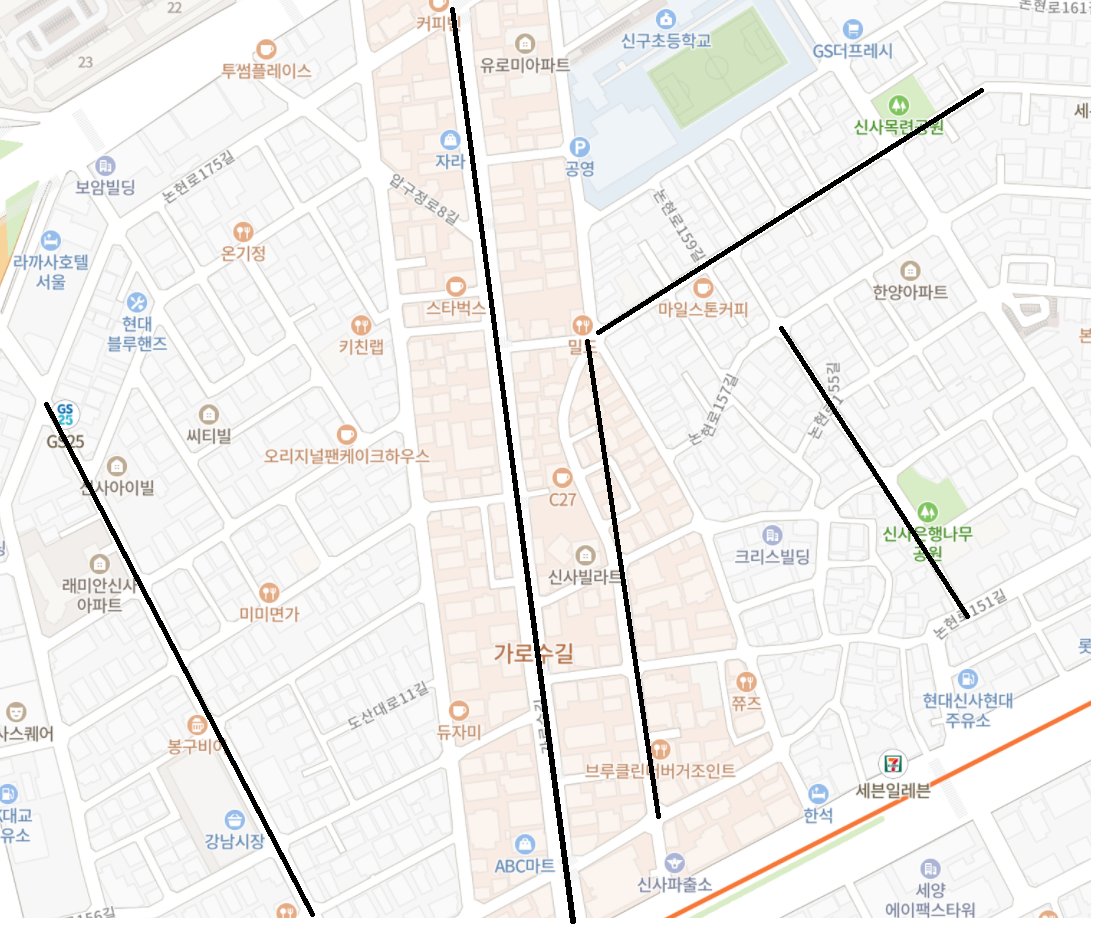 22
커피빈
논현로161길
23
투썸플레이스
유로미아파트
신구초등학교
GS더프레시
세
신사목련공원
자라
P
공영
보암빌딩
논현로175길
압구정로8길
논현로159길
온기정
라까사호텔
서울
한양아파트
스타벅스
마일스톤커피
현대
블루핸즈
키친랩
밀도
본
논현로157길
논현로155길
GS
25
GS25
씨티빌
오리지널팬케이크하우스
신사아이빌
C27
신사은행나무
공원
크리스빌딩
래미안신사
아파트
신사빌라트
미미면가
논현로151길
가로수길
롯
도산대로11길
쮸즈
현대신사현대
주유소
사스퀘어
듀자미
봉구비어
브루클린더버거조인트
7
세븐일레븐
대교
유소
한석
강남시장
ABC마트
신사파출소
세양
에이팩스타워
156길